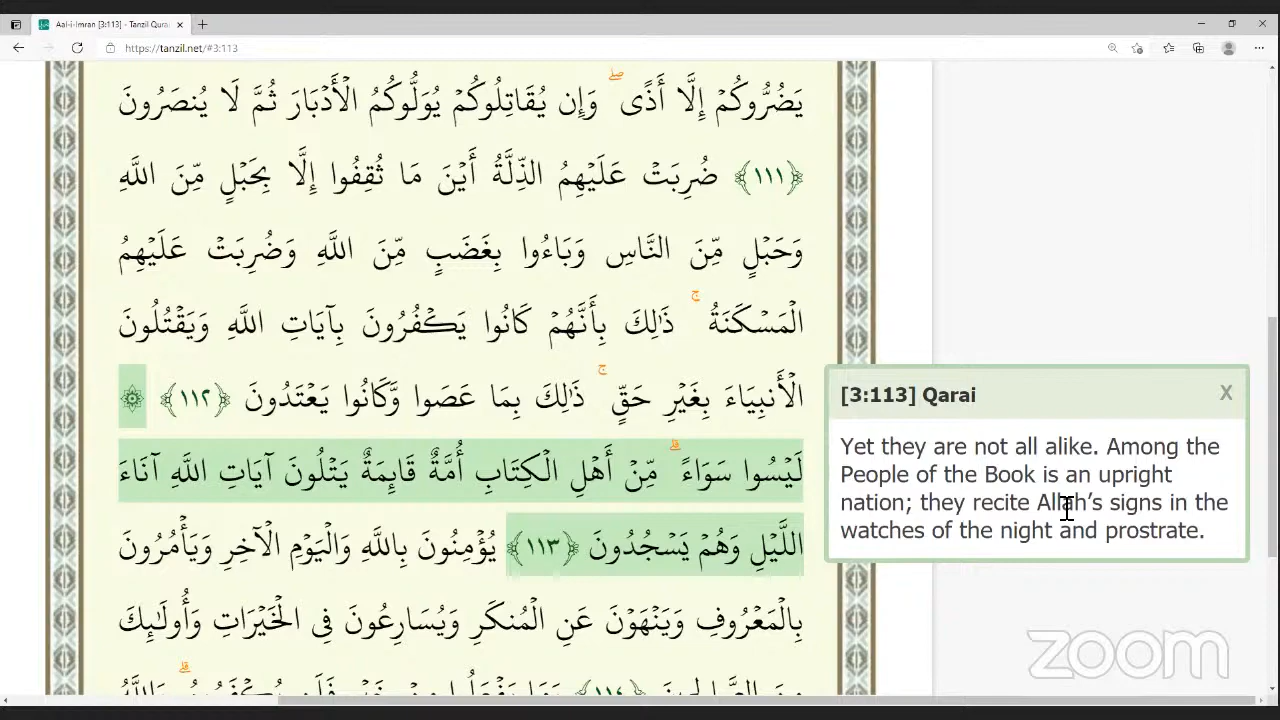 Aal-i-Imran [3:113] - Tanzil Qura
https://tanzil.net/#3:113
يَضُرُّوكُمْ إِلَّا أَذًى ۖ وَإِن يُقَاتِلُوكُمْ يُوَلُّوكُمُ الْأَدْبَارَ ثُمَّ لَا يُنصَرُونَ
﴿١١١﴾ ضُرِبَتْ عَلَيْهِمُ الذِّلَّةُ أَيْنَ مَا ثُقِفُوا إِلَّا بِحَبْلٍ مِّنَ اللَّهِ
وَحَبْلٍ مِّنَ النَّاسِ وَبَاءُوا بِغَضَبٍ مِّنَ اللَّهِ وَضُرِبَتْ عَلَيْهِمُ
الْمَسْكَنَةُ ۚ ذَٰلِكَ بِأَنَّهُمْ كَانُوا يَكْفُرُونَ بِآيَاتِ اللَّهِ وَيَقْتُلُونَ
الْأَنبِيَاءَ بِغَيْرِ حَقٍّ ۚ ذَٰلِكَ بِمَا عَصَوا وَّكَانُوا يَعْتَدُونَ ﴿١١٢﴾ ۞
لَيْسُوا سَوَاءً ۗ مِّنْ أَهْلِ الْكِتَابِ أُمَّةٌ قَائِمَةٌ يَتْلُونَ آيَاتِ اللَّهِ آنَاءَ
اللَّيْلِ وَهُمْ يَسْجُدُونَ ﴿١١٣﴾ يُؤْمِنُونَ بِاللَّهِ وَالْيَوْمِ الْآخِرِ وَيَأْمُرُونَ
بِالْمَعْرُوفِ وَيَنْهَوْنَ عَنِ الْمُنكَرِ وَيُسَارِعُونَ فِي الْخَيْرَاتِ وَأُولَٰئِكَ
[3:113] Qarai
X
Yet they are not all alike. Among the
People of the Book is an upright
nation; they recite Allah’s signs in the
watches of the night and prostrate.
zoom